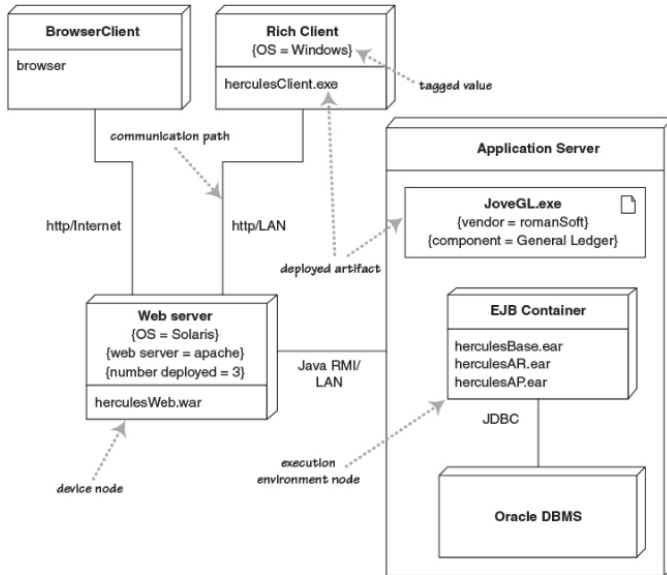 BrowserClient
browser
Rich Client
{OS = Windows}
herculesClient.exe
tagged value
communication path
Application Server
JoveGL.exe
{vendor = romanSoft}
{component = General Ledger}
http/Internet
http/LAN
deployed artifact
Web server
{OS = Solaris}
{web server = apache}
{number deployed = 3}
herculesWeb.war
Java RMI/
LAN
EJB Container
herculesBase.ear
herculesAR.ear
herculesAP.ear
JDBC
device node
execution
environment node
Oracle DBMS